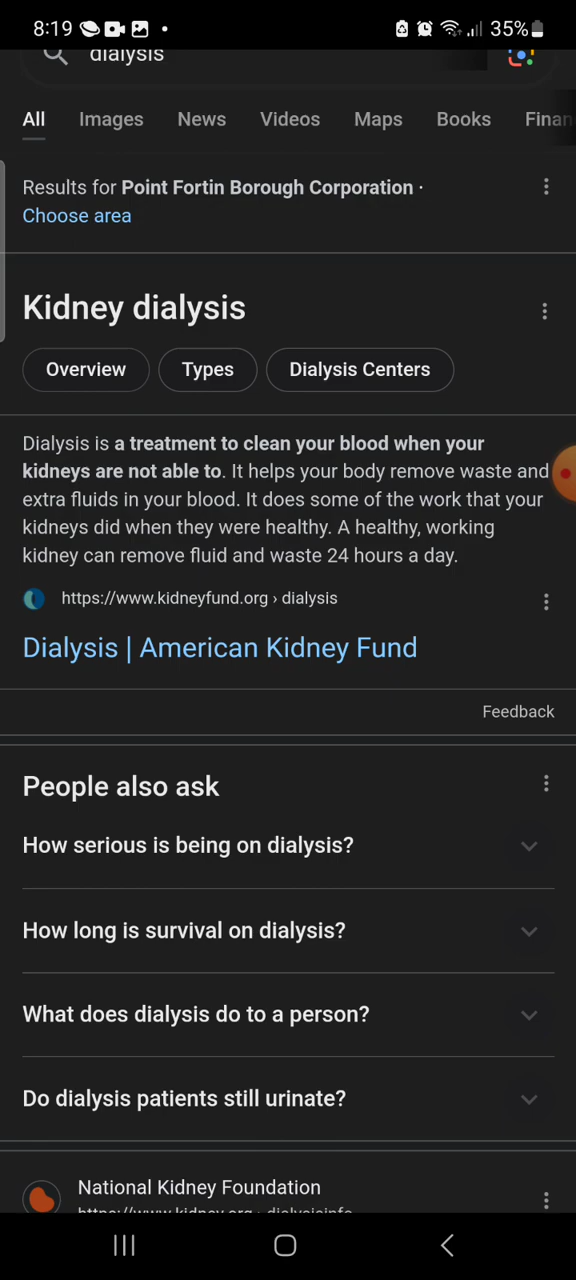 8:19
35%
dialysis
All Images News Videos Maps Books Finan
Results for Point Fortin Borough Corporation ·
Choose area
Kidney dialysis
Overview Types Dialysis Centers
Dialysis is a treatment to clean your blood when your
kidneys are not able to. It helps your body remove waste and
extra fluids in your blood. It does some of the work that your
kidneys did when they were healthy. A healthy, working
kidney can remove fluid and waste 24 hours a day.
https://www.kidneyfund.org › dialysis
Dialysis | American Kidney Fund
Feedback
People also ask
How serious is being on dialysis?
How long is survival on dialysis?
What does dialysis do to a person?
Do dialysis patients still urinate?
National Kidney Foundation
https://www.kidney.org › dialysisinfo